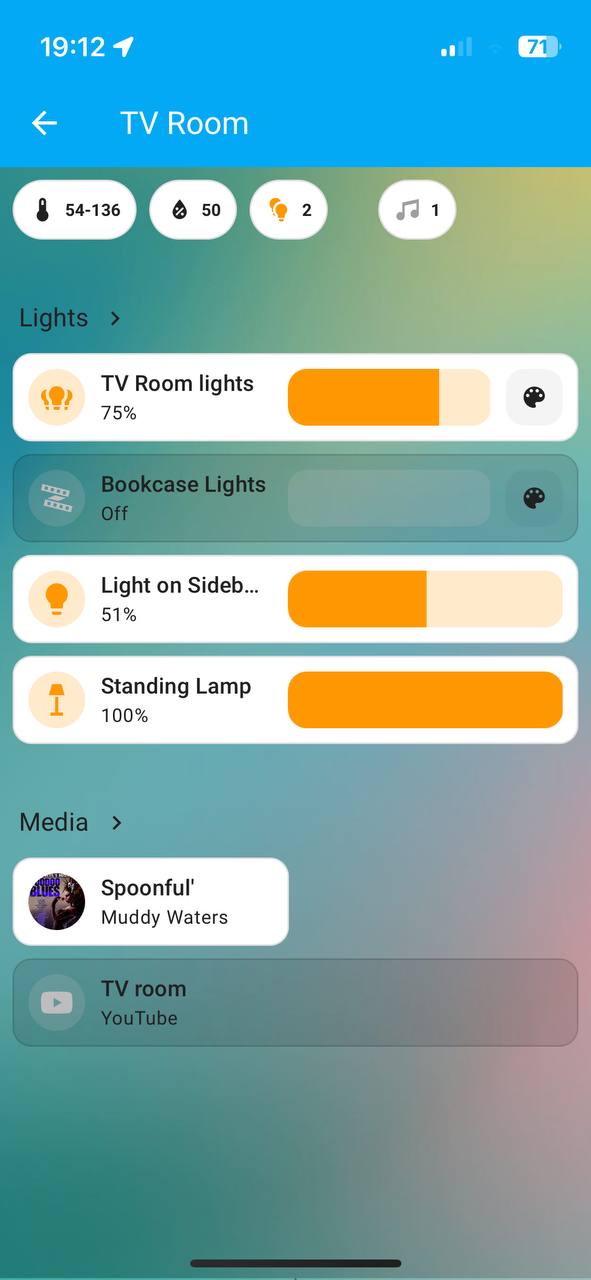 19:12
71
TV Room
54-136
50
2
1
Lights
TV Room lights
75%
Bookcase Lights
Off
Light on Sideb...
51%
Standing Lamp
100%
Media
BLUES
Spoonful'
Muddy Waters
TV room
YouTube